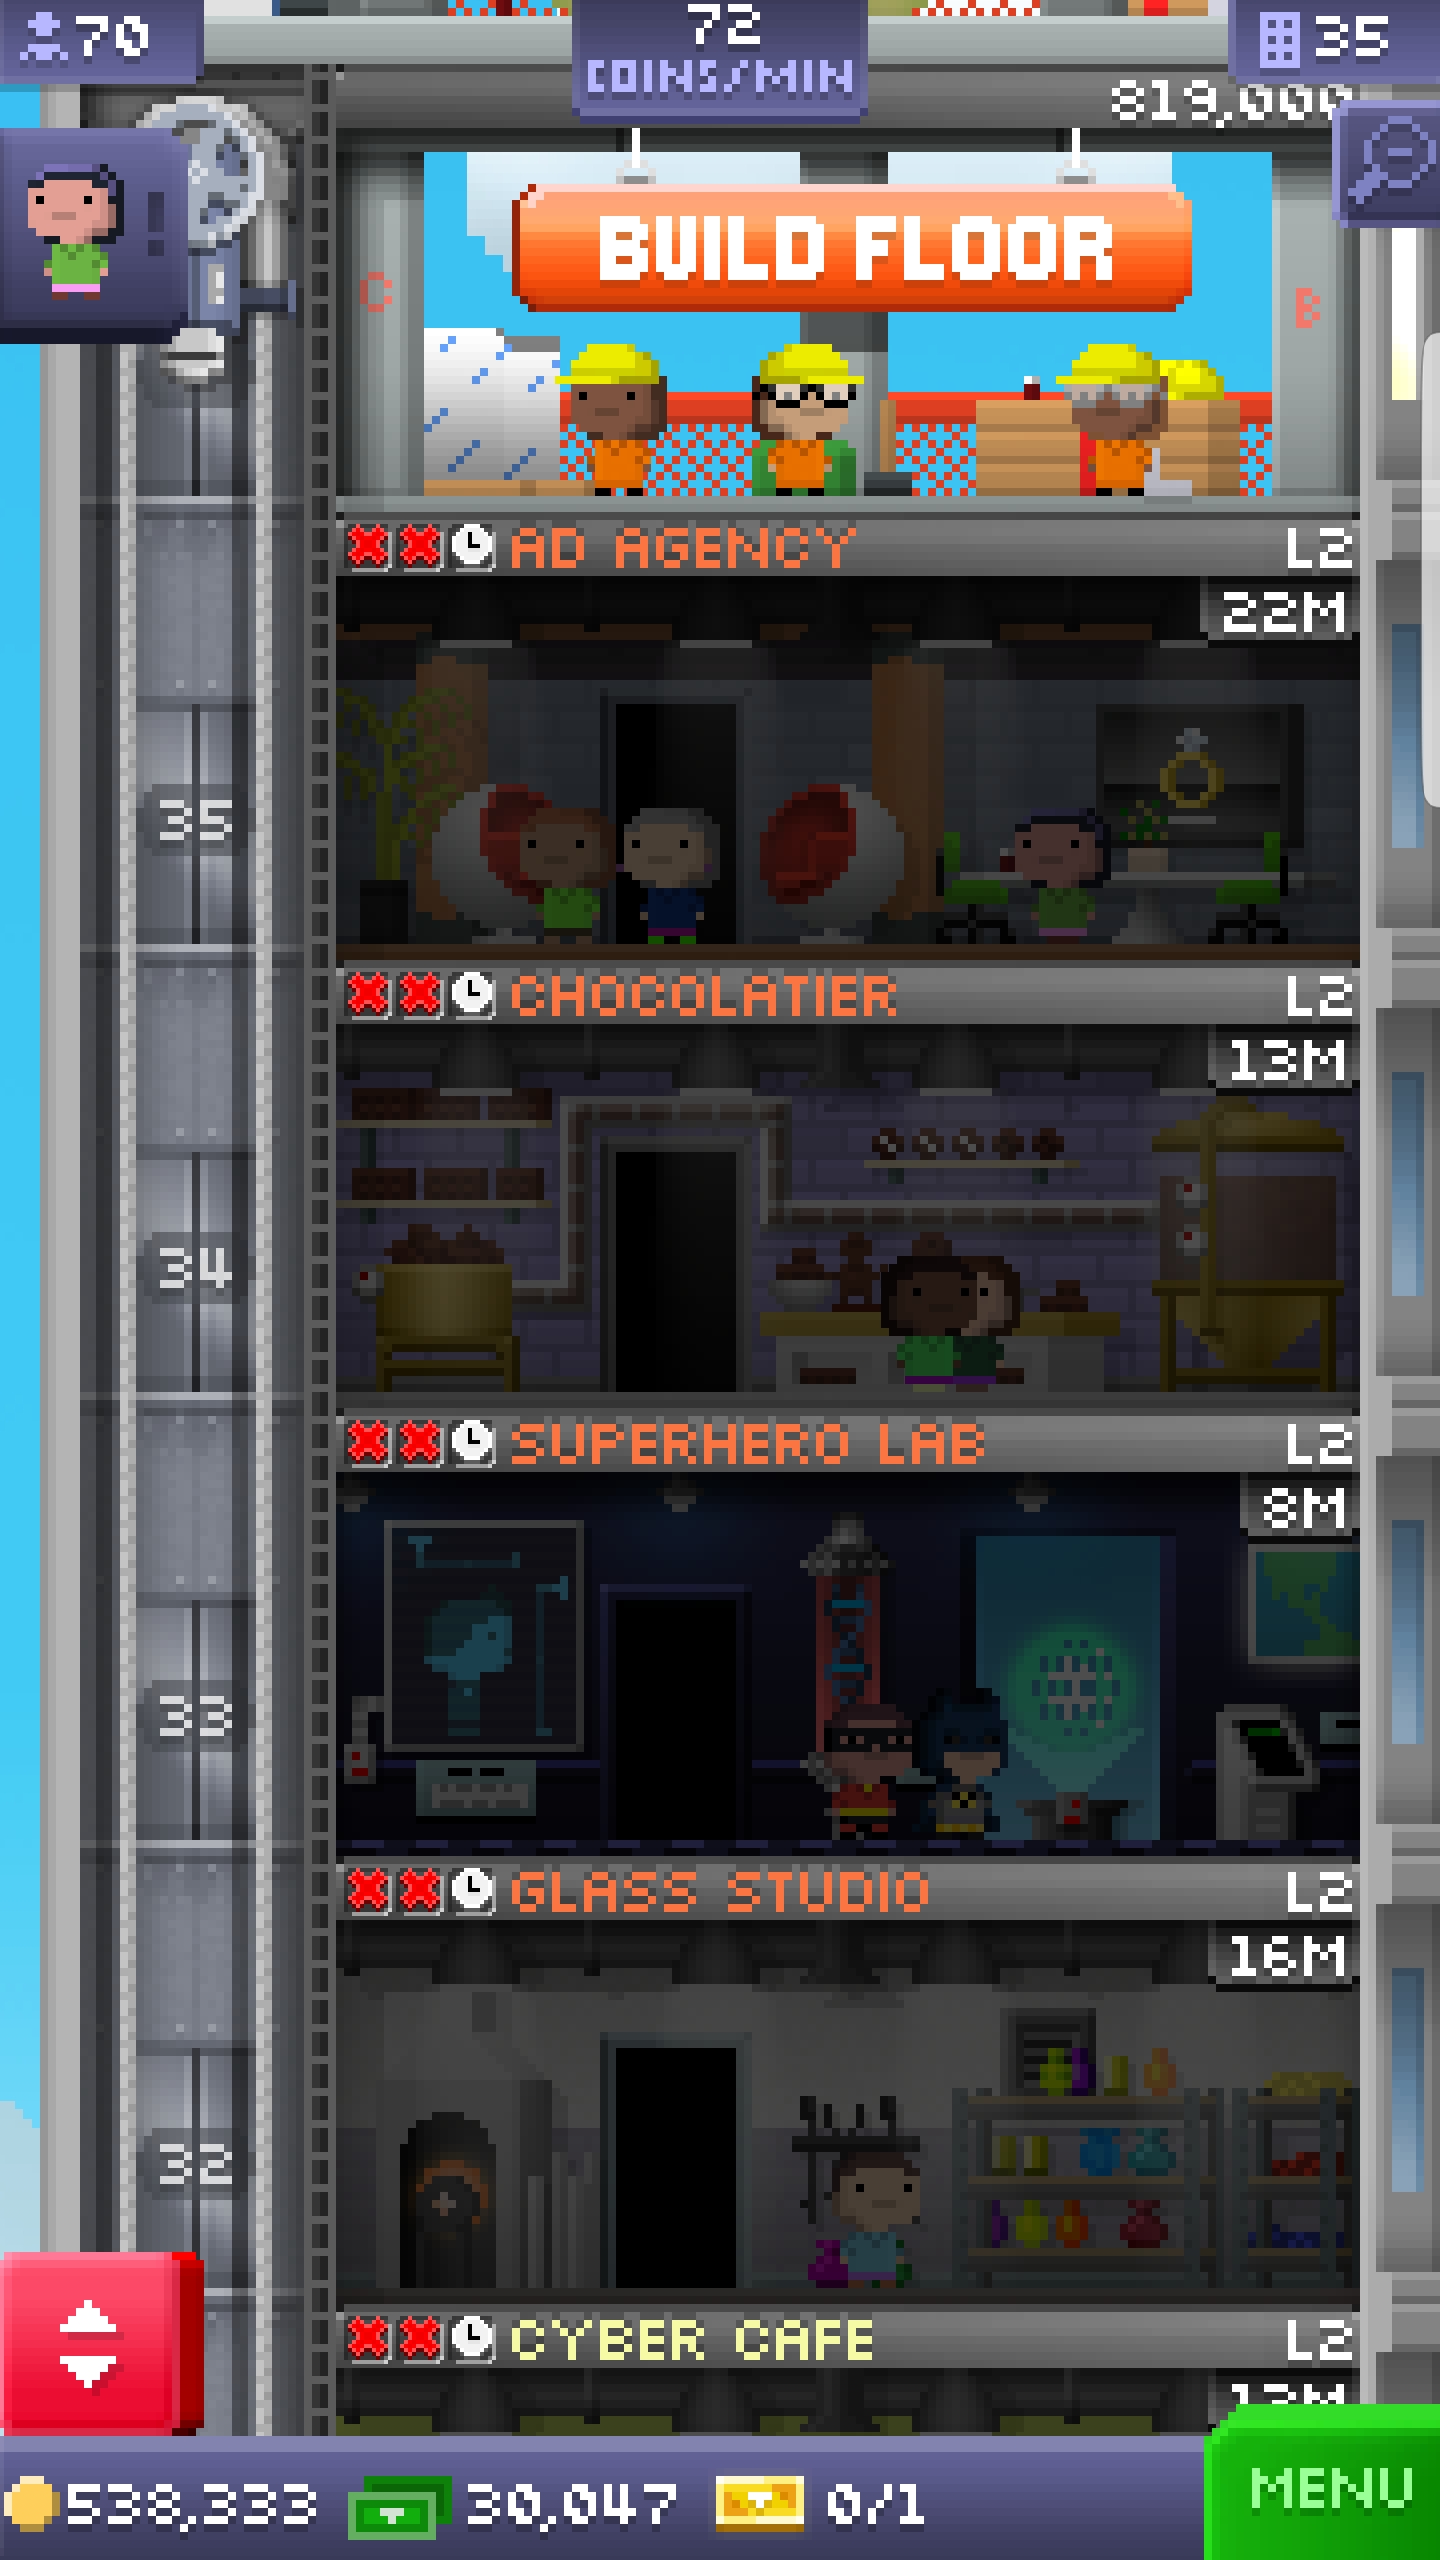 70
72
COINS/MIN
35
819,000
BUILD FLOOR
C
B
!
AD AGENCY L2
22M
35
CHOCOLATIER L2
13M
34
SUPERHERO LAB L2
8M
33
GLASS STUDIO L2
16M
32
CYBER CAFE L2
538,333 30,047 0/1
MENU